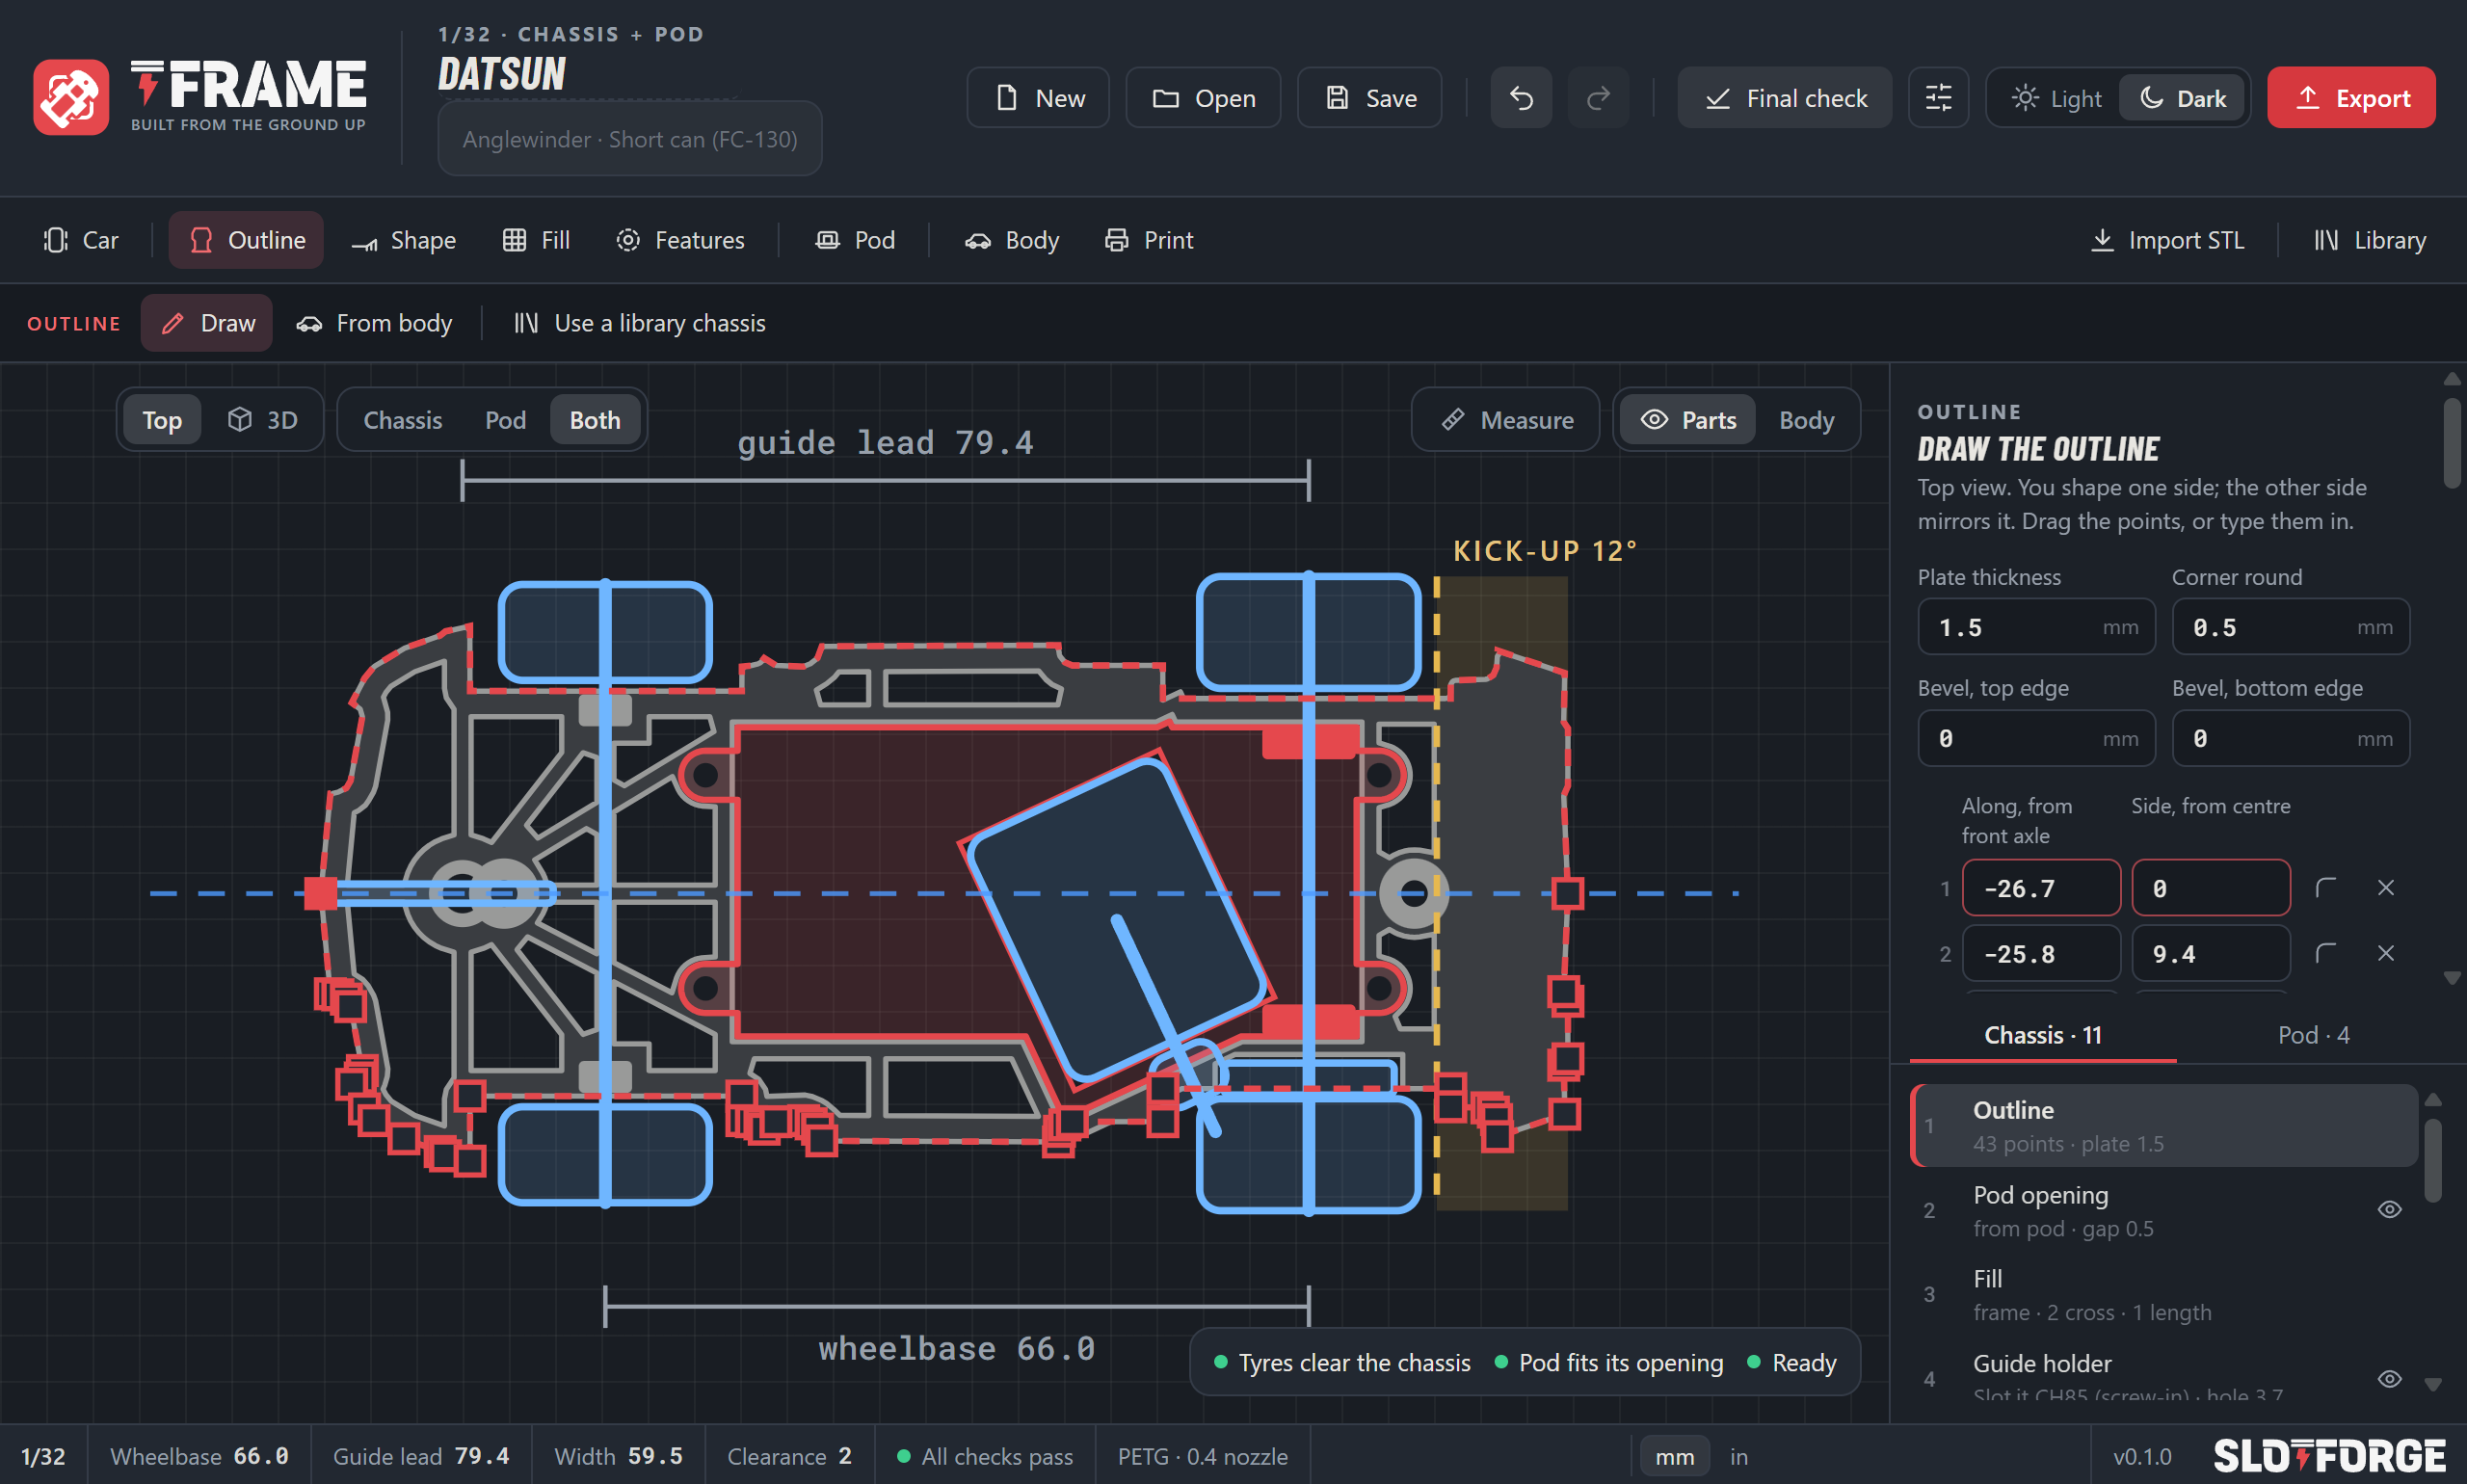 FRAME
BUILT FROM THE GROUND UP
1/32 · CHASSIS + POD
DATSUN
Anglewinder · Short can (FC-130)
New
Open
Save
Final check
Light
Dark
Export
Car
Outline
Shape
Fill
Features
Pod
Body
Print
Import STL
Library
OUTLINE
Draw
From body
Use a library chassis
Top
3D
Chassis
Pod
Both
Measure
Parts
Body
guide lead 79.4
KICK-UP 12°
wheelbase 66.0
Tyres clear the chassis
Pod fits its opening
Ready
OUTLINE
DRAW THE OUTLINE
Top view. You shape one side; the other side
mirrors it. Drag the points, or type them in.
Plate thickness
Corner round
1.5 mm
0.5 mm
Bevel, top edge
Bevel, bottom edge
0 mm
0 mm
Along, from
front axle
Side, from centre
1 -26.7 0
2 -25.8 9.4
Chassis · 11
Pod · 4
1 Outline
43 points · plate 1.5
2 Pod opening
from pod · gap 0.5
3 Fill
frame · 2 cross · 1 length
4 Guide holder
Slot.it CH85 (screw-in) · hole 3.7
1/32
Wheelbase 66.0
Guide lead 79.4
Width 59.5
Clearance 2
All checks pass
PETG · 0.4 nozzle
mm
in
v0.1.0
SLOTFORGE